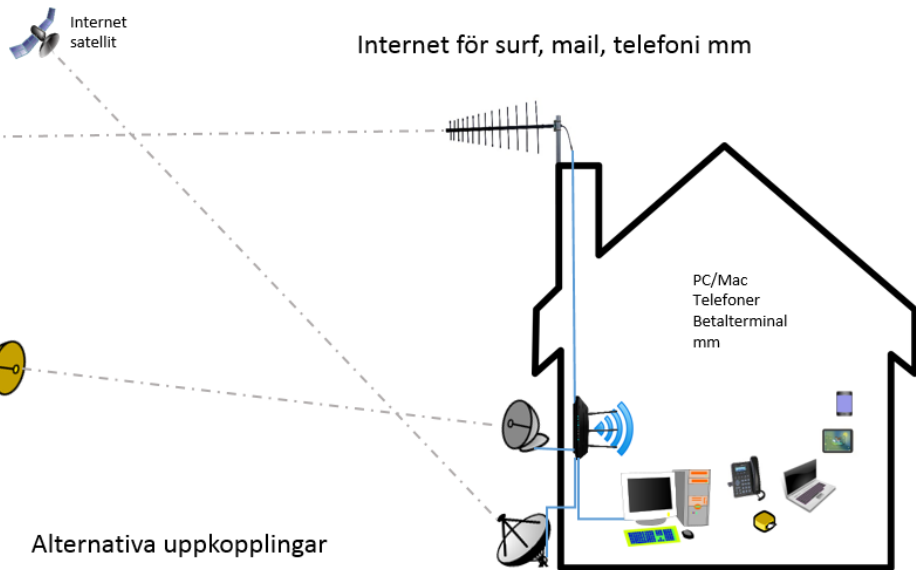 Internet
satellit
Internet för surf, mail, telefoni mm
PC/Mac
Telefoner
Betalterminal
mm
Alternativa uppkopplingar